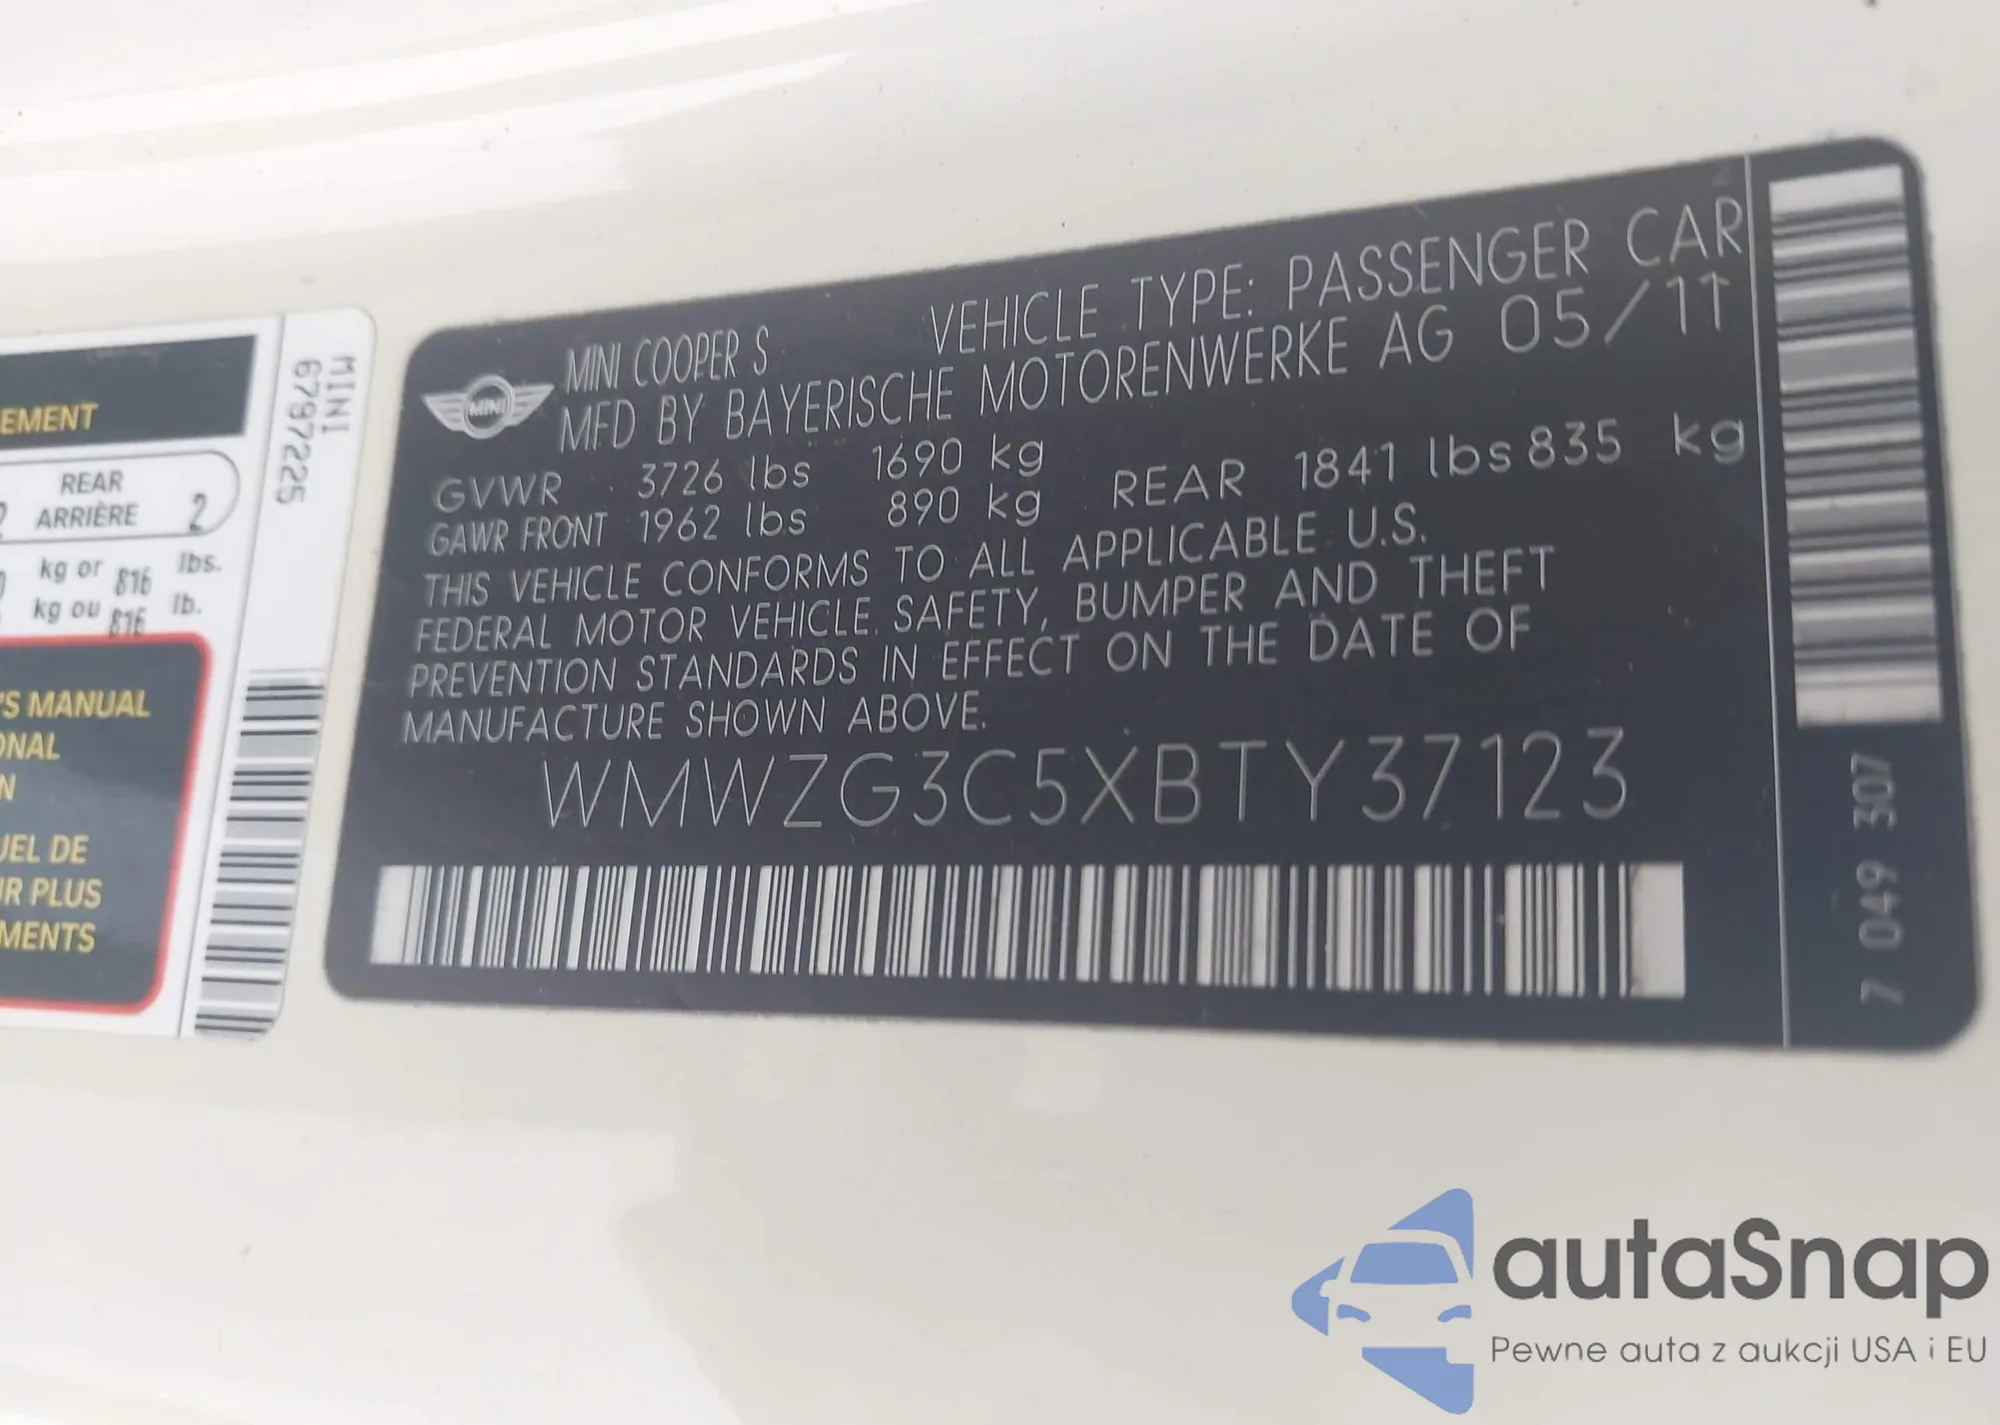 EMENT
REAR
ARRIÈRE 2
kg or 816 lbs.
kg ou 816 lb.
'S MANUAL
ONAL
N
UEL DE
R PLUS
MENTS
MINI
6797225
MINI
MINI COOPER S VEHICLE TYPE: PASSENGER CAR
MFD BY BAYERISCHE MOTORENWERKE AG 05/11
GVWR 3726 lbs 1690 kg
GAWR FRONT 1962 lbs 890 kg REAR 1841 lbs 835 kg
THIS VEHICLE CONFORMS TO ALL APPLICABLE U.S.
FEDERAL MOTOR VEHICLE SAFETY, BUMPER AND THEFT
PREVENTION STANDARDS IN EFFECT ON THE DATE OF
MANUFACTURE SHOWN ABOVE.
WMWZG3C5XBTY37123
7 049 307
autaSnap
Pewne auta z aukcji USA i EU